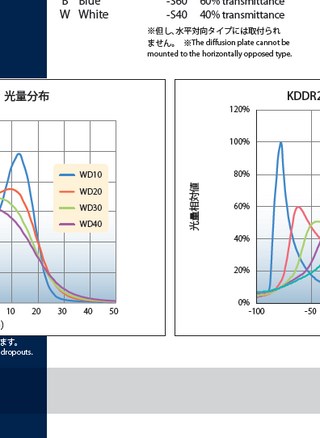 B Blue
-S60 60% transmittance
W White
-S40 40% transmittance
※但し、水平対向タイプには取付られ
ません。 ※The diffusion plate cannot be
mounted to the horizontally opposed type.
光量分布
WD10
WD20
WD30
WD40
10 20 30 40 50
)
KDDR2
光量相対値
120%
100%
80%
60%
40%
20%
0%
-100 -50
ます。
dropouts.